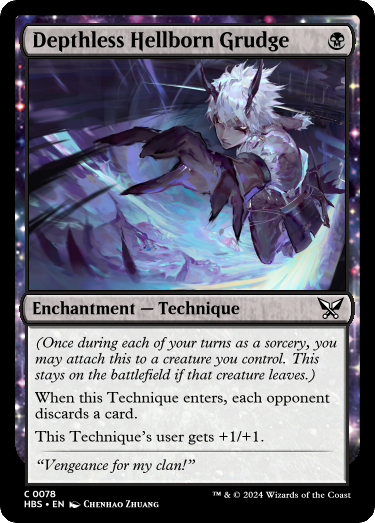 Depthless Hellborn Grudge
Enchantment — Technique
(Once during each of your turns as a sorcery, you
may attach this to a creature you control. This
stays on the battlefield if that creature leaves.)
When this Technique enters, each opponent
discards a card.
This Technique's user gets +1/+1.
“Vengeance for my clan!”
C 0078
HBS • EN Chenhao Zhuang
™ & © 2024 Wizards of the Coast